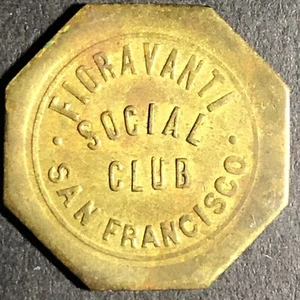 FIORAVANTI
SOCIAL
CLUB
· SAN FRANCISCO ·